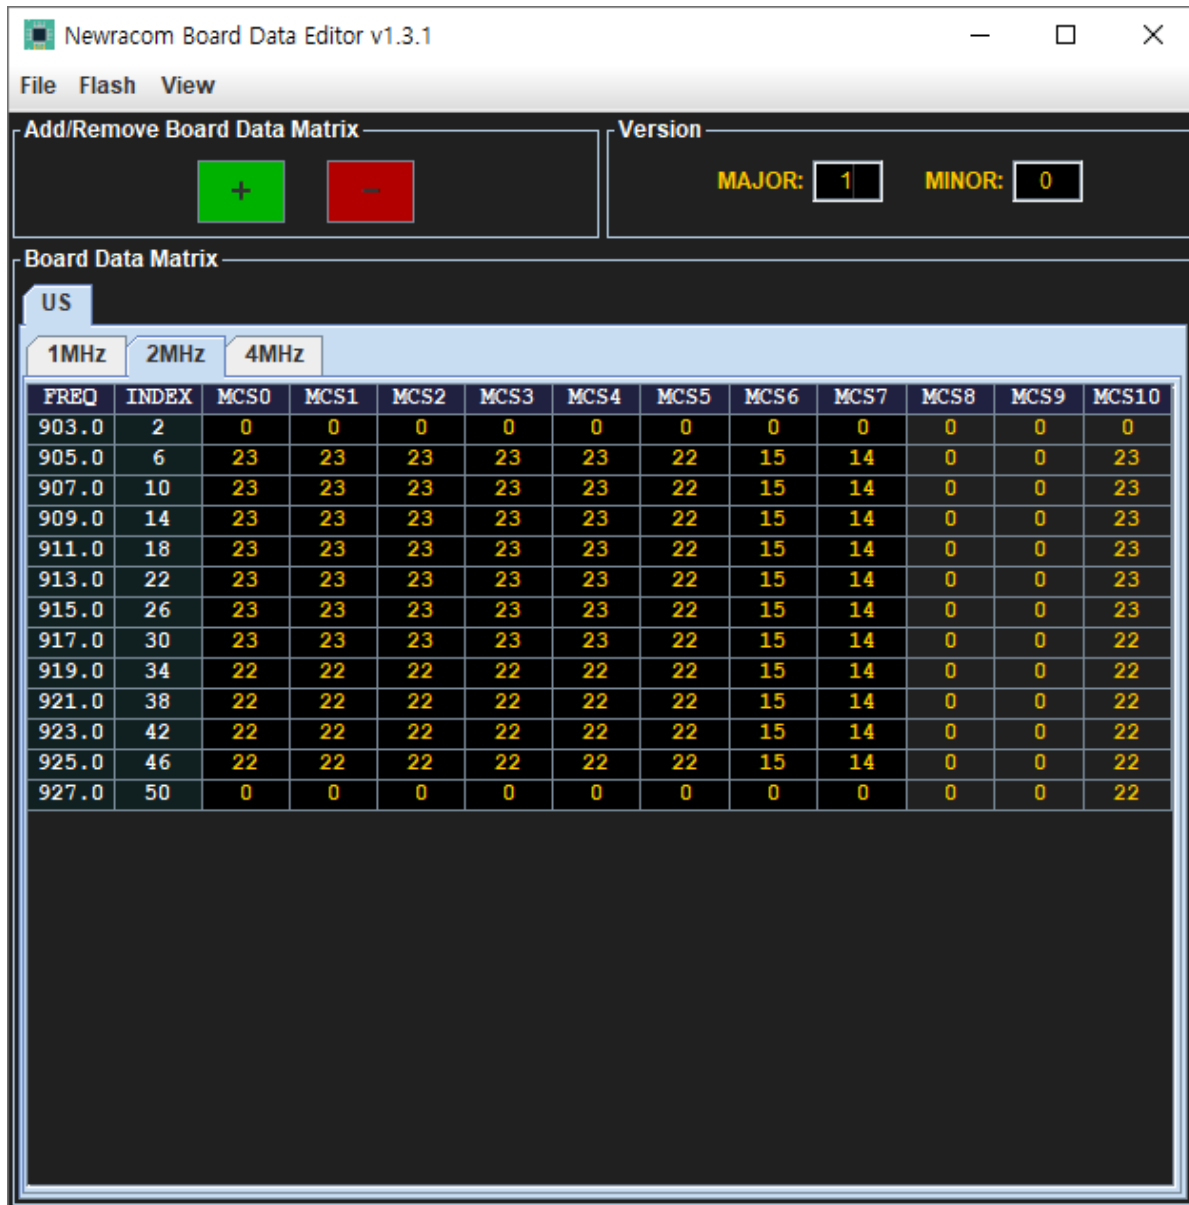 Newracom Board Data Editor v1.3.1
File Flash View
Add/Remove Board Data Matrix
+ -
Version
MAJOR: 1 MINOR: 0
Board Data Matrix
US
1MHz 2MHz 4MHz
FREQ INDEX MCS0 MCS1 MCS2 MCS3 MCS4 MCS5 MCS6 MCS7 MCS8 MCS9 MCS10
903.0 2 0 0 0 0 0 0 0 0 0 0 0
905.0 6 23 23 23 23 23 22 15 14 0 0 23
907.0 10 23 23 23 23 23 22 15 14 0 0 23
909.0 14 23 23 23 23 23 22 15 14 0 0 23
911.0 18 23 23 23 23 23 22 15 14 0 0 23
913.0 22 23 23 23 23 23 22 15 14 0 0 23
915.0 26 23 23 23 23 23 22 15 14 0 0 23
917.0 30 23 23 23 23 23 22 15 14 0 0 22
919.0 34 22 22 22 22 22 22 15 14 0 0 22
921.0 38 22 22 22 22 22 22 15 14 0 0 22
923.0 42 22 22 22 22 22 22 15 14 0 0 22
925.0 46 22 22 22 22 22 22 15 14 0 0 22
927.0 50 0 0 0 0 0 0 0 0 0 0 22